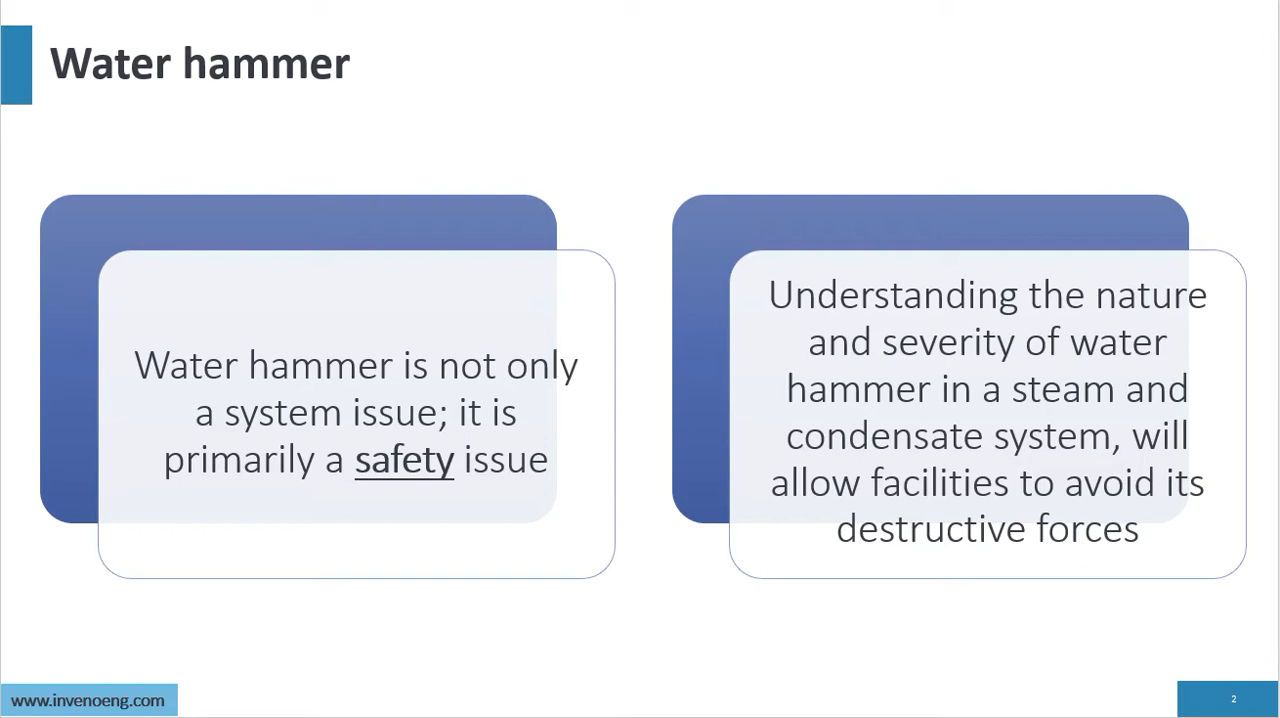 Water hammer
Water hammer is not only
a system issue; it is
primarily a safety issue
Understanding the nature
and severity of water
hammer in a steam and
condensate system, will
allow facilities to avoid its
destructive forces
www.invenoeng.com
2